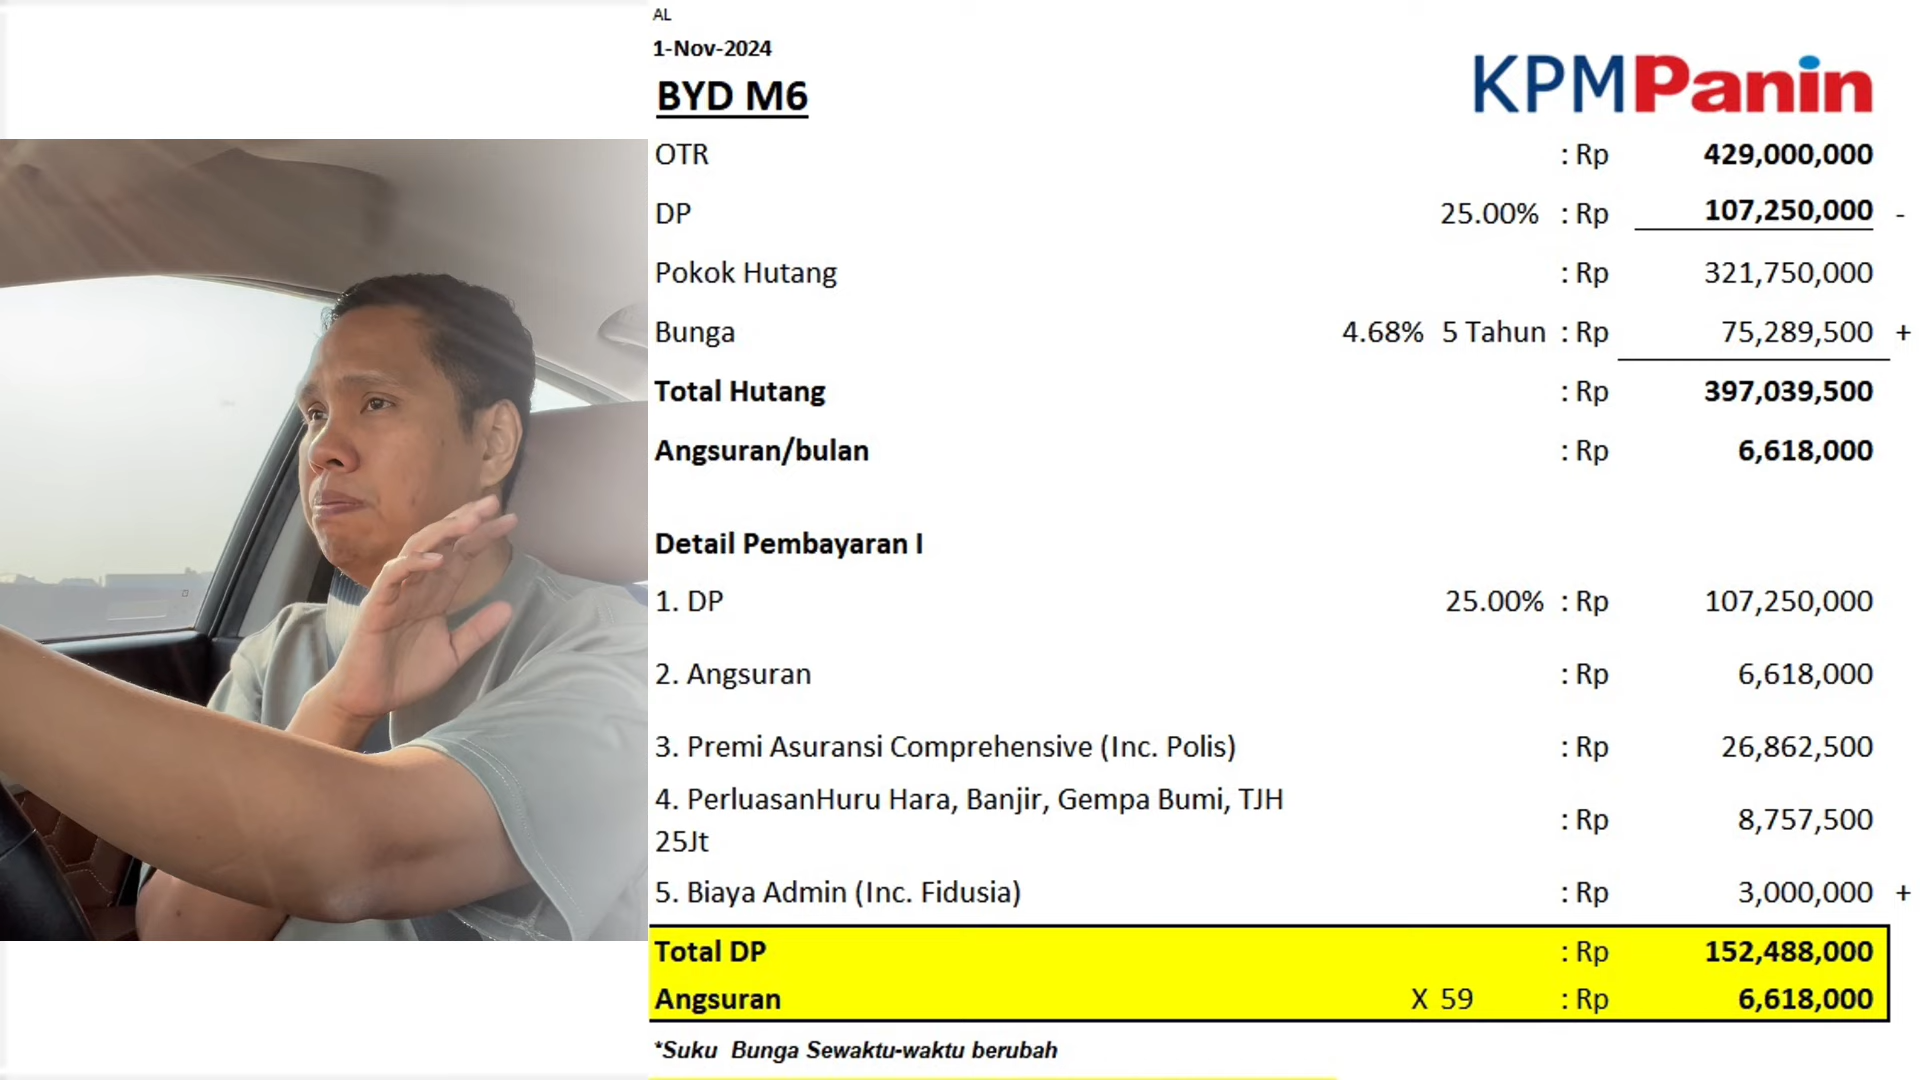 AL
1-Nov-2024
BYD M6
KPMPanin
OTR : Rp 429,000,000
DP 25.00% : Rp 107,250,000 -
Pokok Hutang : Rp 321,750,000
Bunga 4.68% 5 Tahun : Rp 75,289,500 +
Total Hutang : Rp 397,039,500
Angsuran/bulan : Rp 6,618,000
Detail Pembayaran I
1. DP 25.00% : Rp 107,250,000
2. Angsuran : Rp 6,618,000
3. Premi Asuransi Comprehensive (Inc. Polis) : Rp 26,862,500
4. PerluasanHuru Hara, Banjir, Gempa Bumi, TJH
25Jt : Rp 8,757,500
5. Biaya Admin (Inc. Fidusia) : Rp 3,000,000 +
Total DP : Rp 152,488,000
Angsuran X 59 : Rp 6,618,000
*Suku Bunga Sewaktu-waktu berubah